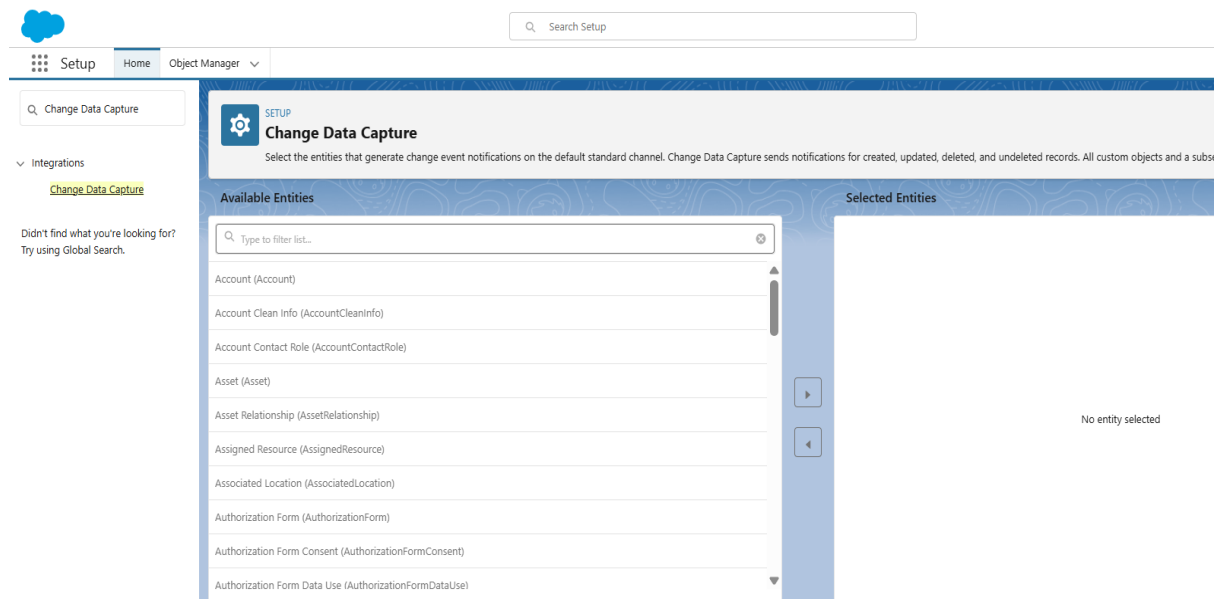 Search Setup
Setup
Home
Object Manager
Change Data Capture
Integrations
Change Data Capture
Didn't find what you're looking for?
Try using Global Search.
SETUP
Change Data Capture
Select the entities that generate change event notifications on the default standard channel. Change Data Capture sends notifications for created, updated, deleted, and undeleted records. All custom objects and a subse
Available Entities
Type to filter list...
Account (Account)
Account Clean Info (AccountCleanInfo)
Account Contact Role (AccountContactRole)
Asset (Asset)
Asset Relationship (AssetRelationship)
Assigned Resource (AssignedResource)
Associated Location (AssociatedLocation)
Authorization Form (AuthorizationForm)
Authorization Form Consent (AuthorizationFormConsent)
Authorization Form Data Use (AuthorizationFormDataUse)
Selected Entities
No entity selected